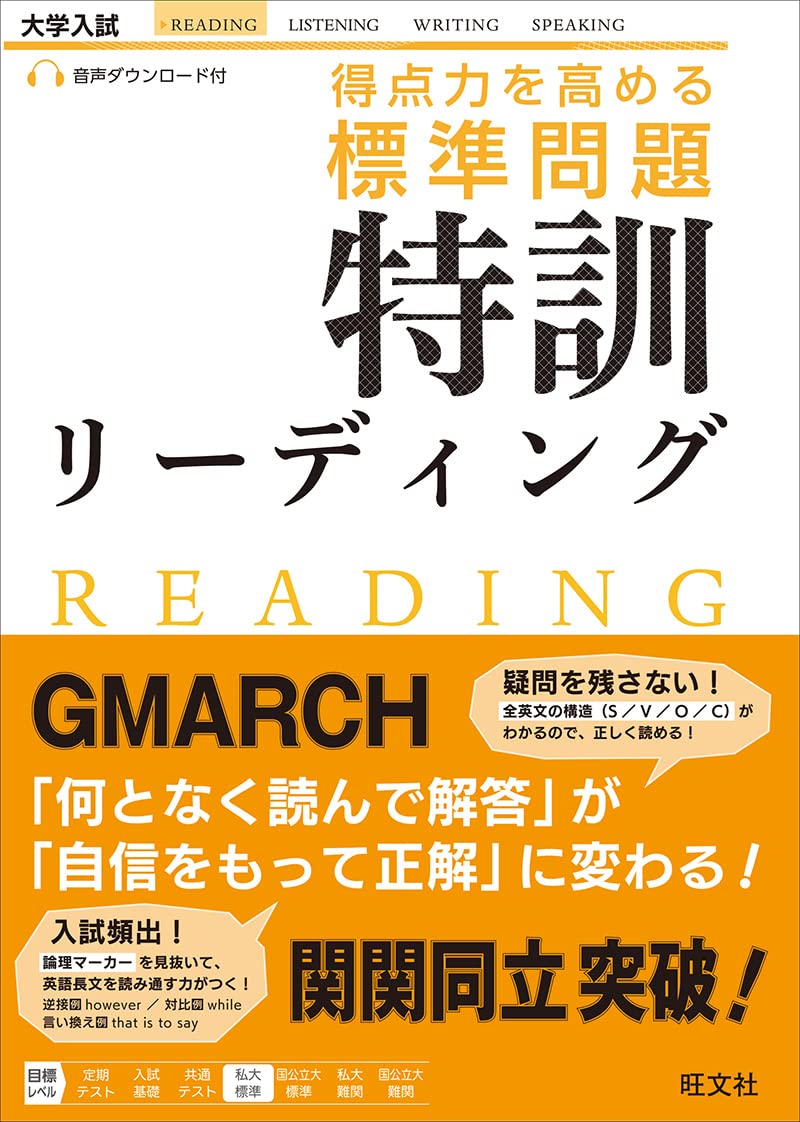 大学入試 READING LISTENING WRITING SPEAKING
音声ダウンロード付
得点力を高める
標準問題
特訓
リーディング
READING
GMARCH
疑問を残さない！
全英文の構造（S／V／O／C）が
わかるので、正しく読める！
「何となく読んで解答」が
「自信をもって正解」に変わる！
入試頻出！
論理マーカー を見抜いて、
英語長文を読み通す力がつく！
逆接例 however ／ 対比例 while
言い換え例 that is to say
関関同立 突破！
目標レベル 定期テスト 入試基礎 共通テスト 私大標準 国公立大標準 私大難関 国公立大難関
旺文社